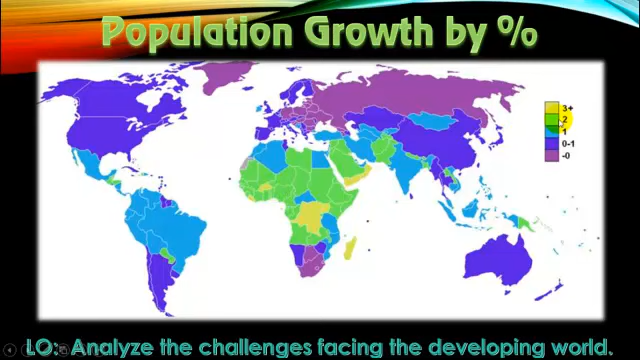 Population Growth by %
3+
2
1
0-1
-0
LO: Analyze the challenges facing the developing world.